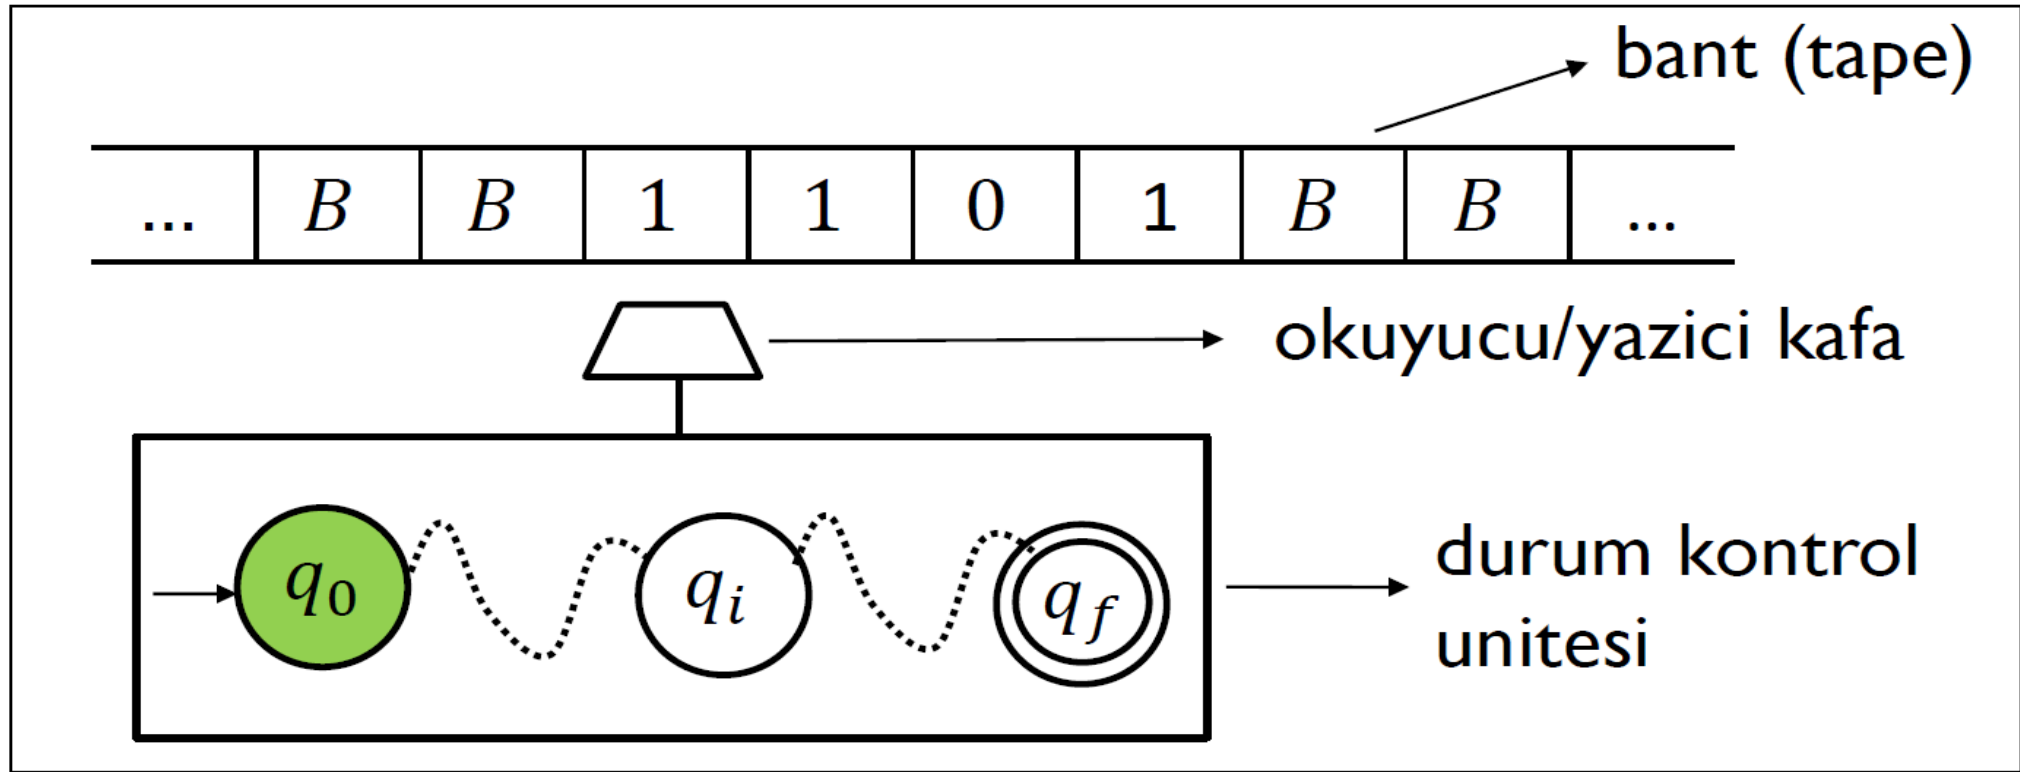 bant (tape)
... B B 1 1 0 1 B B ...
okuyucu/yazici kafa
q0 qi qf
durum kontrol
unitesi